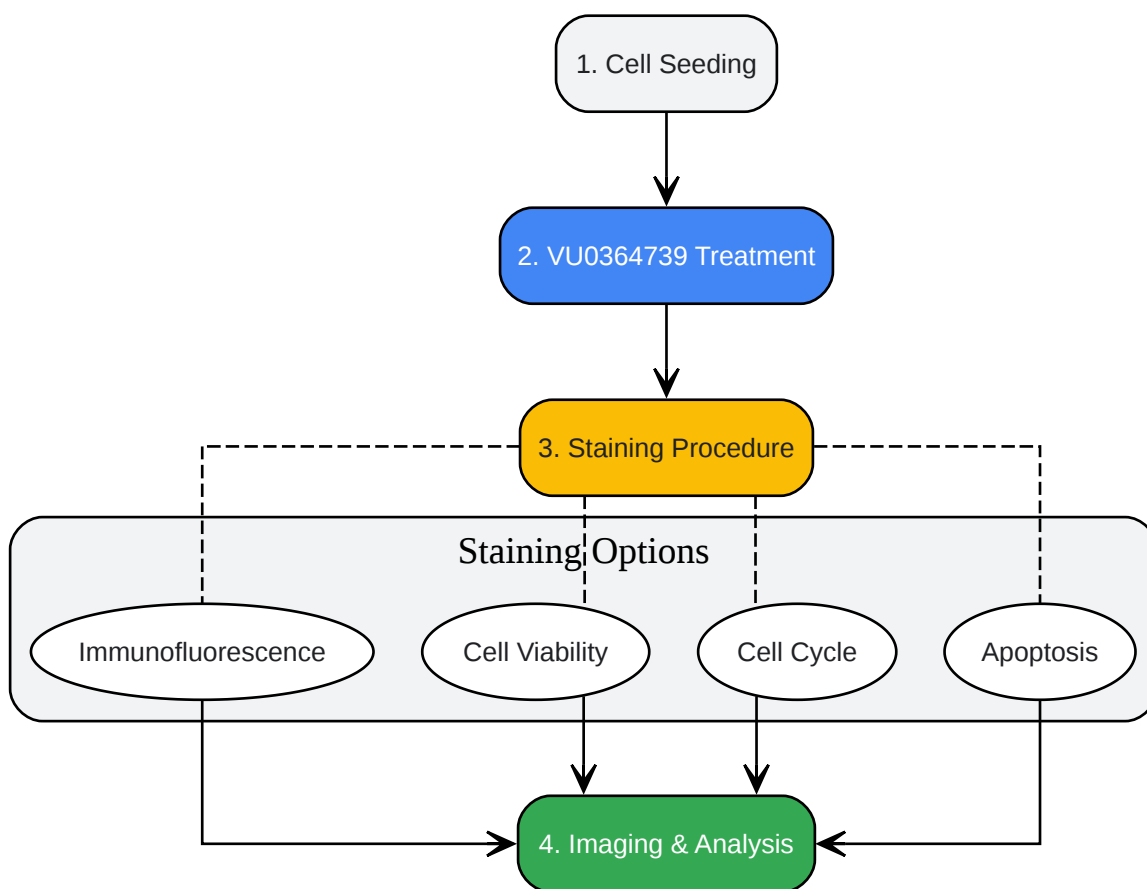 1. Cell Seeding
2. VU0364739 Treatment
3. Staining Procedure
Staining Options
Immunofluorescence
Cell Viability
Cell Cycle
Apoptosis
4. Imaging & Analysis